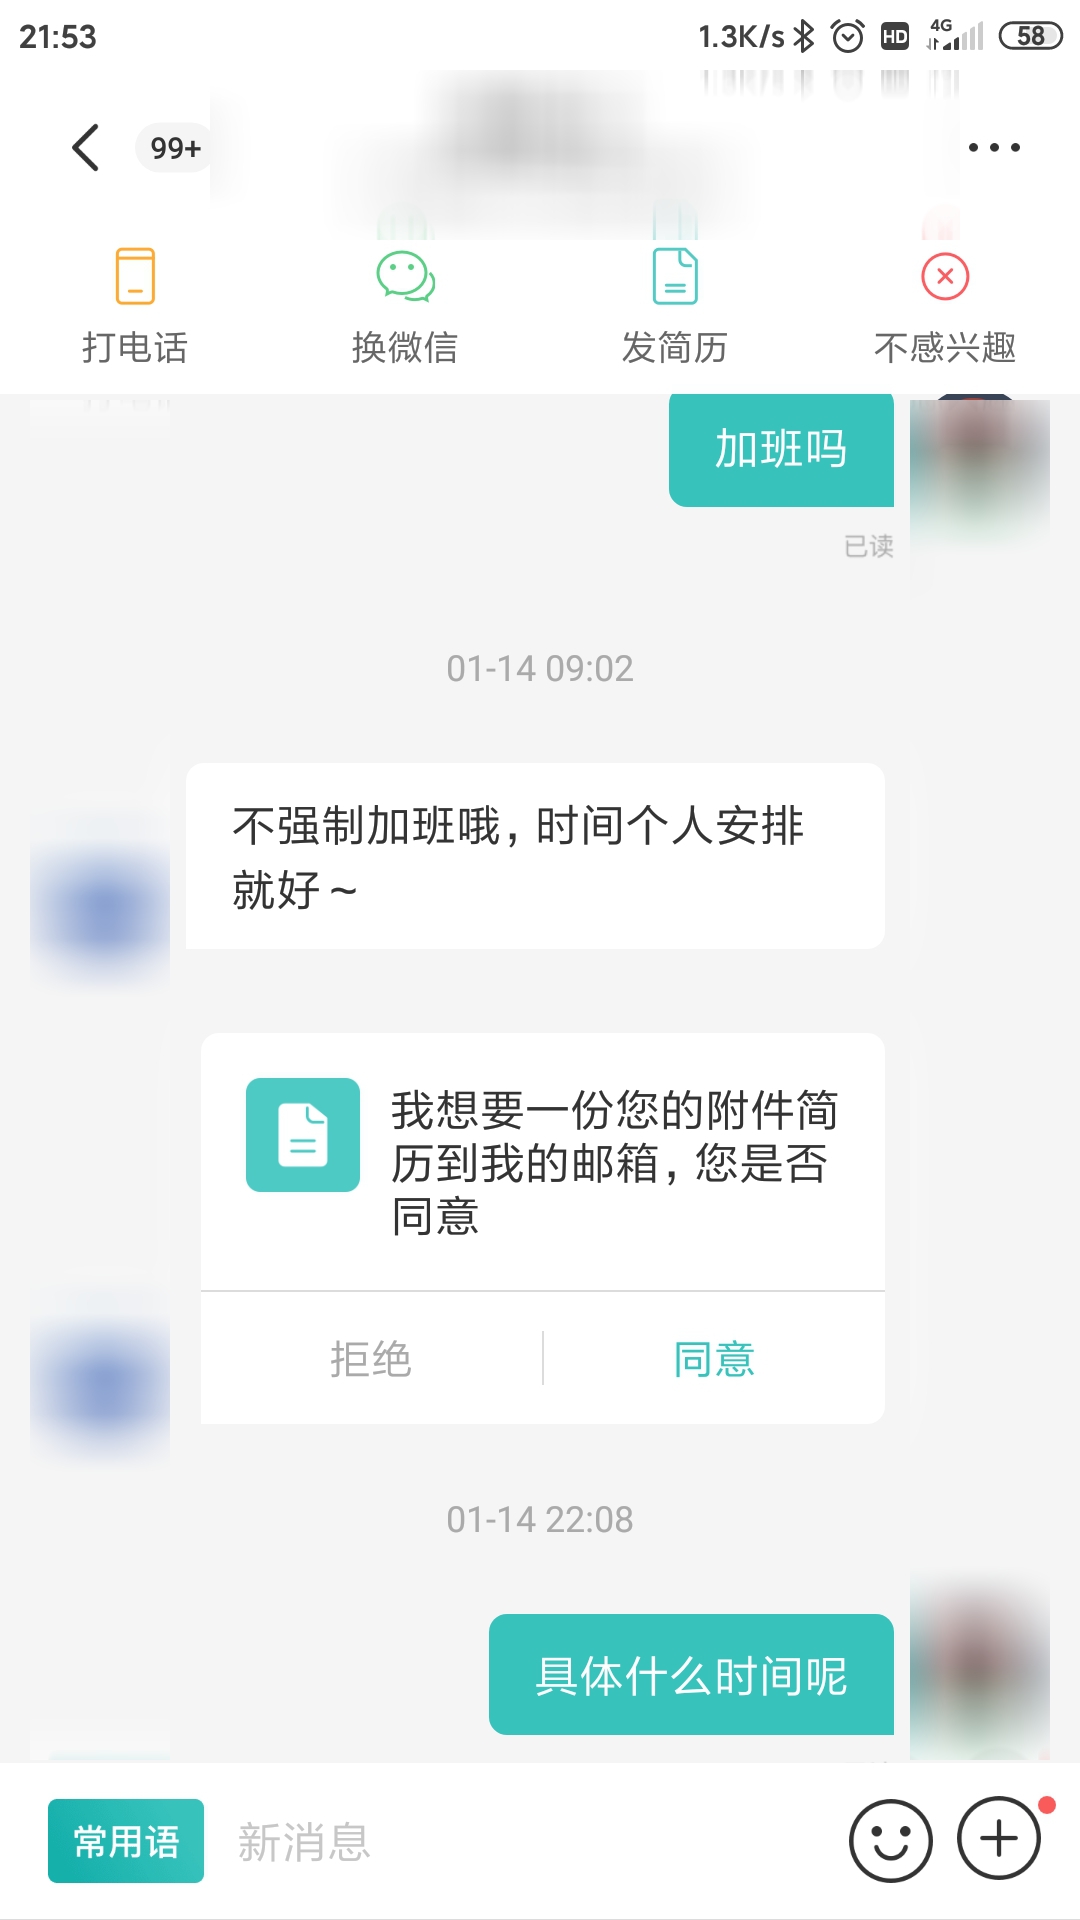 21:53
1.3K/s HD 4G 58
99+
打电话 换微信 发简历 不感兴趣
加班吗
已读
01-14 09:02
不强制加班哦，时间个人安排
就好～
我想要一份您的附件简
历到我的邮箱，您是否
同意
拒绝 同意
01-14 22:08
具体什么时间呢
常用语 新消息